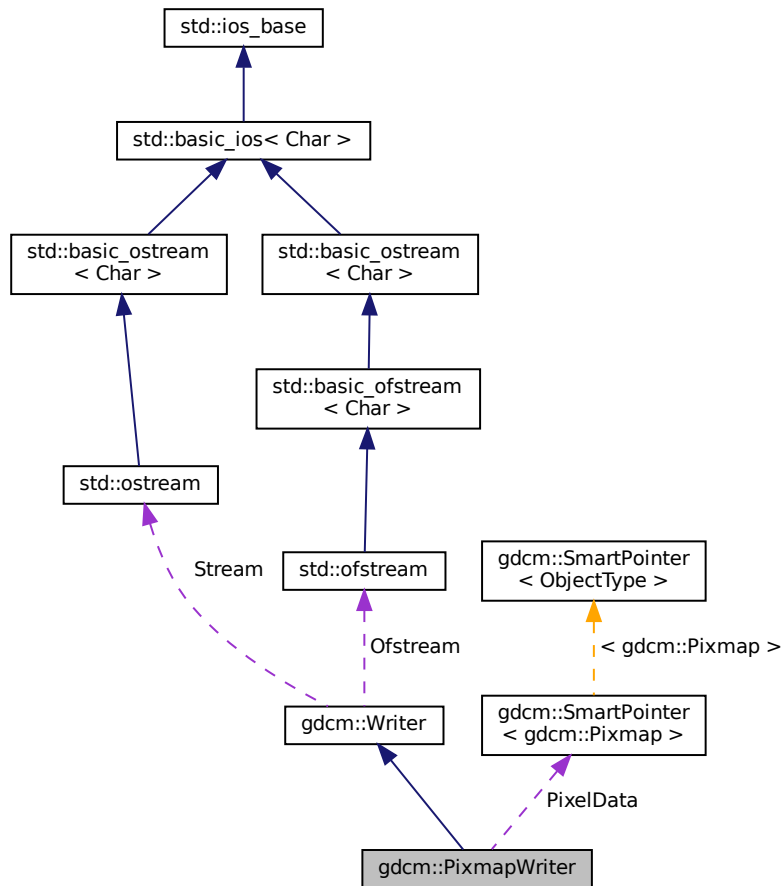 std::ios_base
std::basic_ios< Char >
std::basic_ostream
< Char >
std::basic_ostream
< Char >
std::basic_ofstream
< Char >
std::ostream
Stream
std::ofstream
gdcm::SmartPointer
< ObjectType >
Ofstream
< gdcm::Pixmap >
gdcm::Writer
gdcm::SmartPointer
< gdcm::Pixmap >
PixelData
gdcm::PixmapWriter